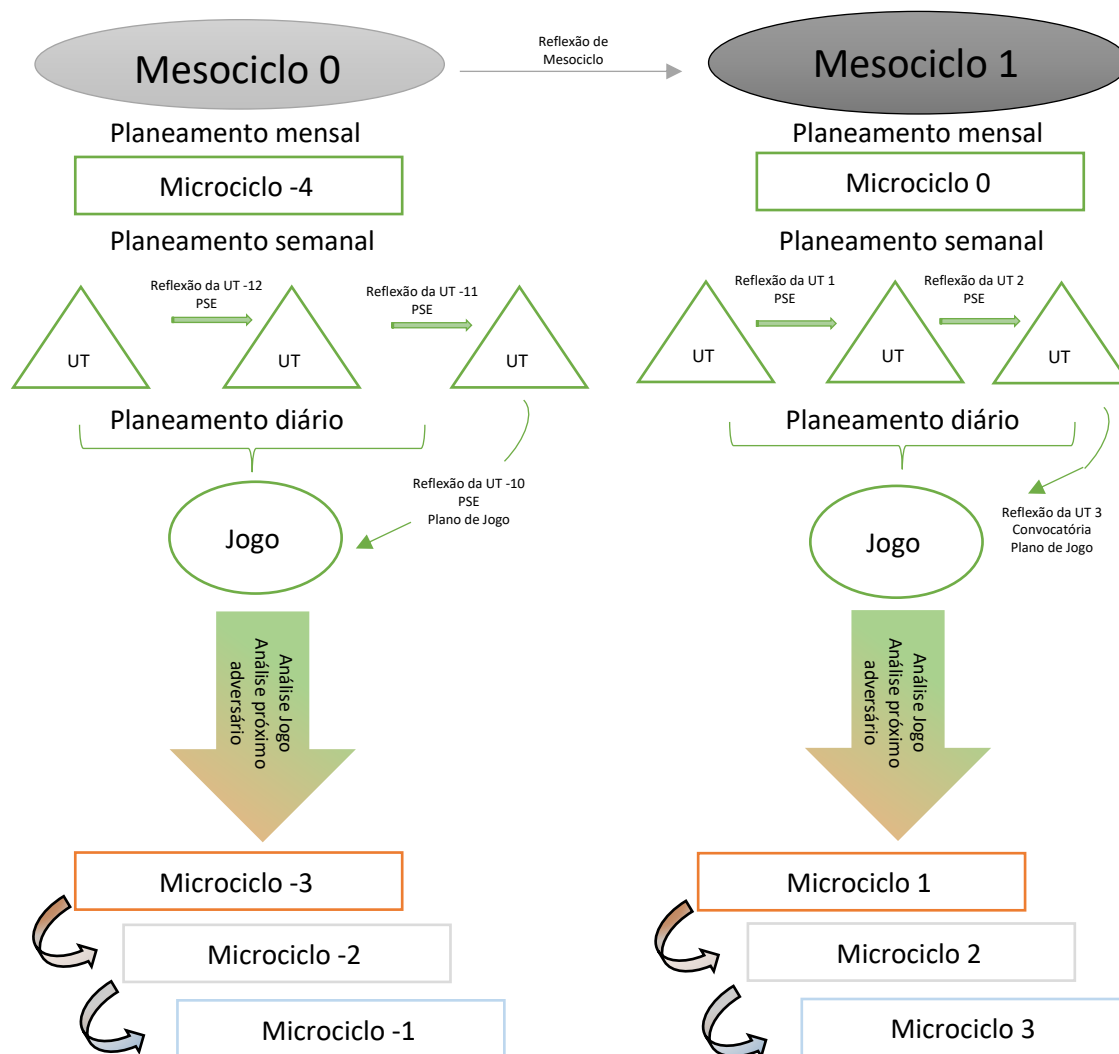 Mesociclo 0
Reflexão de
Mesociclo
Mesociclo 1
Planeamento mensal
Microciclo -4
Planeamento semanal
Reflexão da UT -12
PSE
Reflexão da UT -11
PSE
UT
UT
UT
Planeamento diário
Reflexão da UT -10
PSE
Plano de Jogo
Jogo
Análise Jogo
Análise próximo
adversário
Microciclo -3
Microciclo -2
Microciclo -1
Planeamento mensal
Microciclo 0
Planeamento semanal
Reflexão da UT 1
PSE
Reflexão da UT 2
PSE
UT
UT
UT
Planeamento diário
Reflexão da UT 3
Convocatória
Plano de Jogo
Jogo
Análise Jogo
Análise próximo
adversário
Microciclo 1
Microciclo 2
Microciclo 3